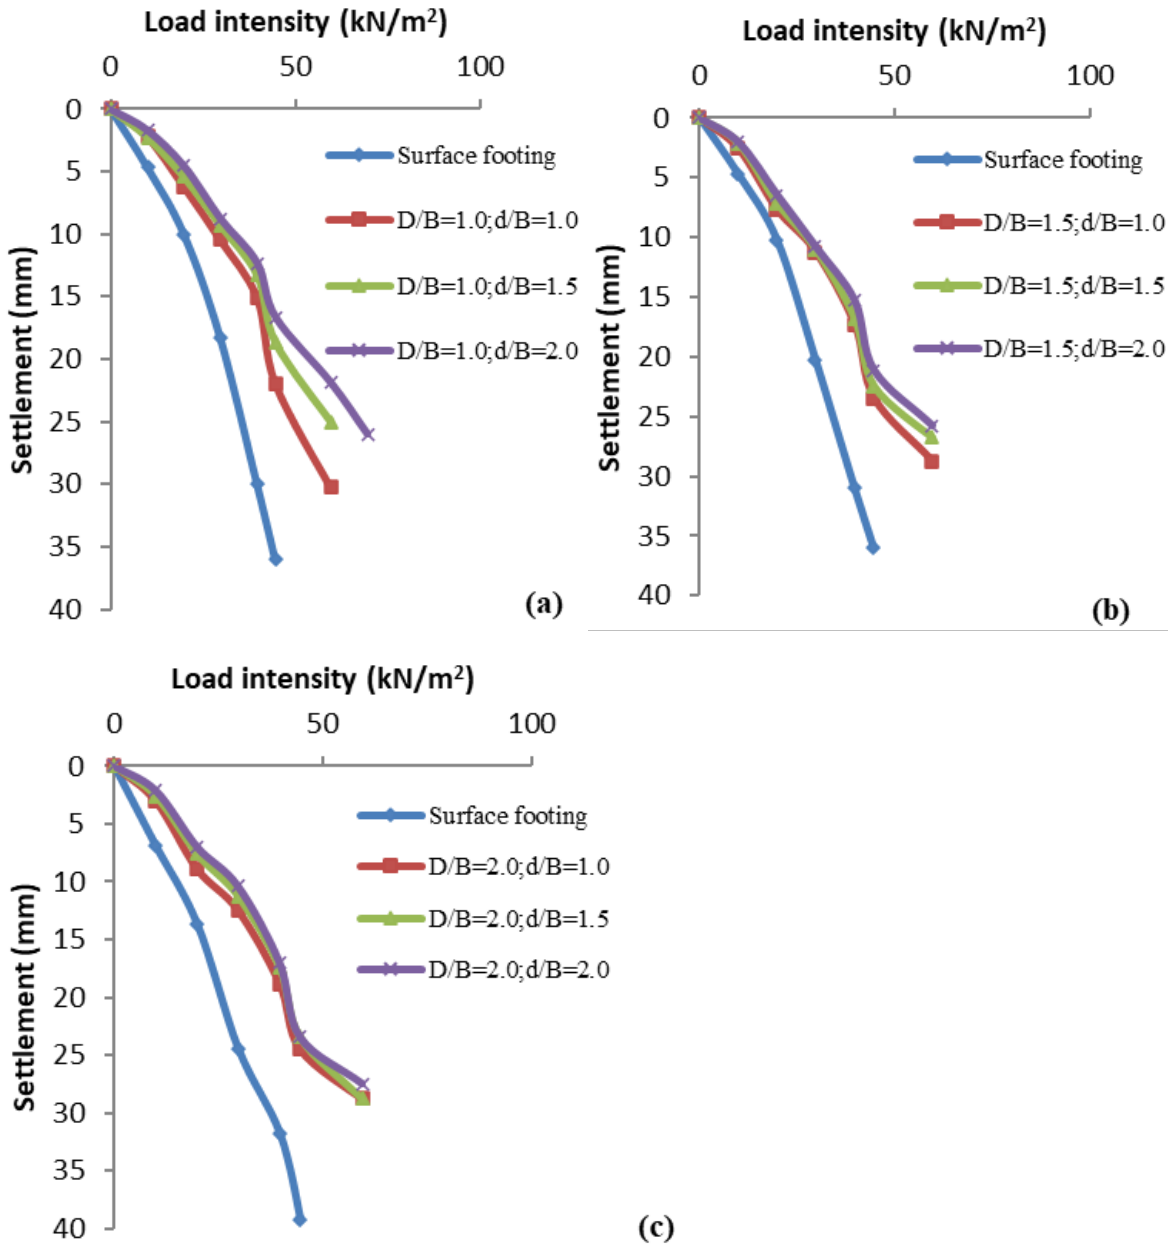 Load intensity (kN/m²)
0 50 100
0
5
10
15
20
25
30
35
40
Settlement (mm)
Surface footing
D/B=1.0;d/B=1.0
D/B=1.0;d/B=1.5
D/B=1.0;d/B=2.0
(a)
Load intensity (kN/m²)
0 50 100
0
5
10
15
20
25
30
35
40
Settlement (mm)
Surface footing
D/B=1.5;d/B=1.0
D/B=1.5;d/B=1.5
D/B=1.5;d/B=2.0
(b)
Load intensity (kN/m²)
0 50 100
0
5
10
15
20
25
30
35
40
Settlement (mm)
Surface footing
D/B=2.0;d/B=1.0
D/B=2.0;d/B=1.5
D/B=2.0;d/B=2.0
(c)